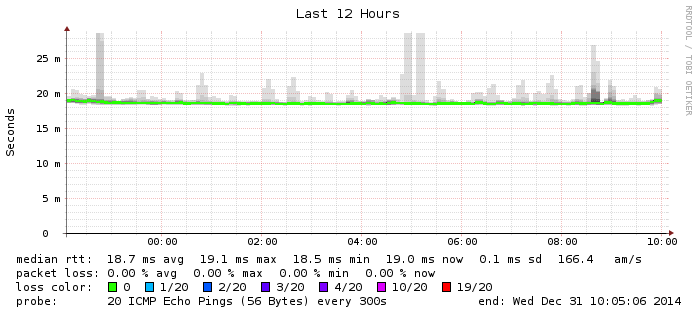 Last 12 Hours
RRDTOOL / TOBI OETIKER
Seconds
25 m
20 m
15 m
10 m
5 m
0
00:00 02:00 04:00 06:00 08:00 10:00
median rtt: 18.7 ms avg 19.1 ms max 18.5 ms min 19.0 ms now 0.1 ms sd 166.4 am/s
packet loss: 0.00 % avg 0.00 % max 0.00 % min 0.00 % now
loss color: 0 1/20 2/20 3/20 4/20 10/20 19/20
probe: 20 ICMP Echo Pings (56 Bytes) every 300s end: Wed Dec 31 10:05:06 2014